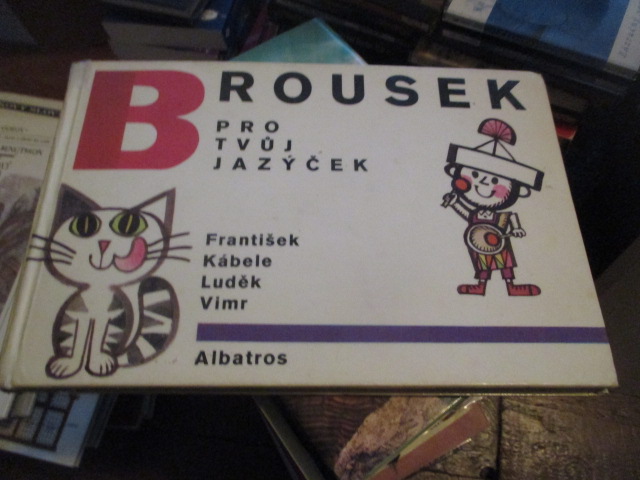 BROUSEK
PRO
TVŮJ
JAZÝČEK
František
Kábele
Luděk
Vimr
Albatros